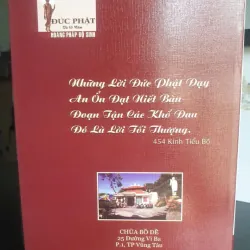 ĐỨC PHẬT
HOẰNG PHÁP ĐỘ SINH
Những Lời Đức Phật Dạy
An Ổn Đạt Niết Bàn
Đoạn Tận Các Khổ Đau
Đó Là Lời Tối Thượng.
454 Kinh Tiểu Bộ
CHÙA BỒ ĐỀ
25 Đường Vi Ba
P.1, TP Vũng Tàu